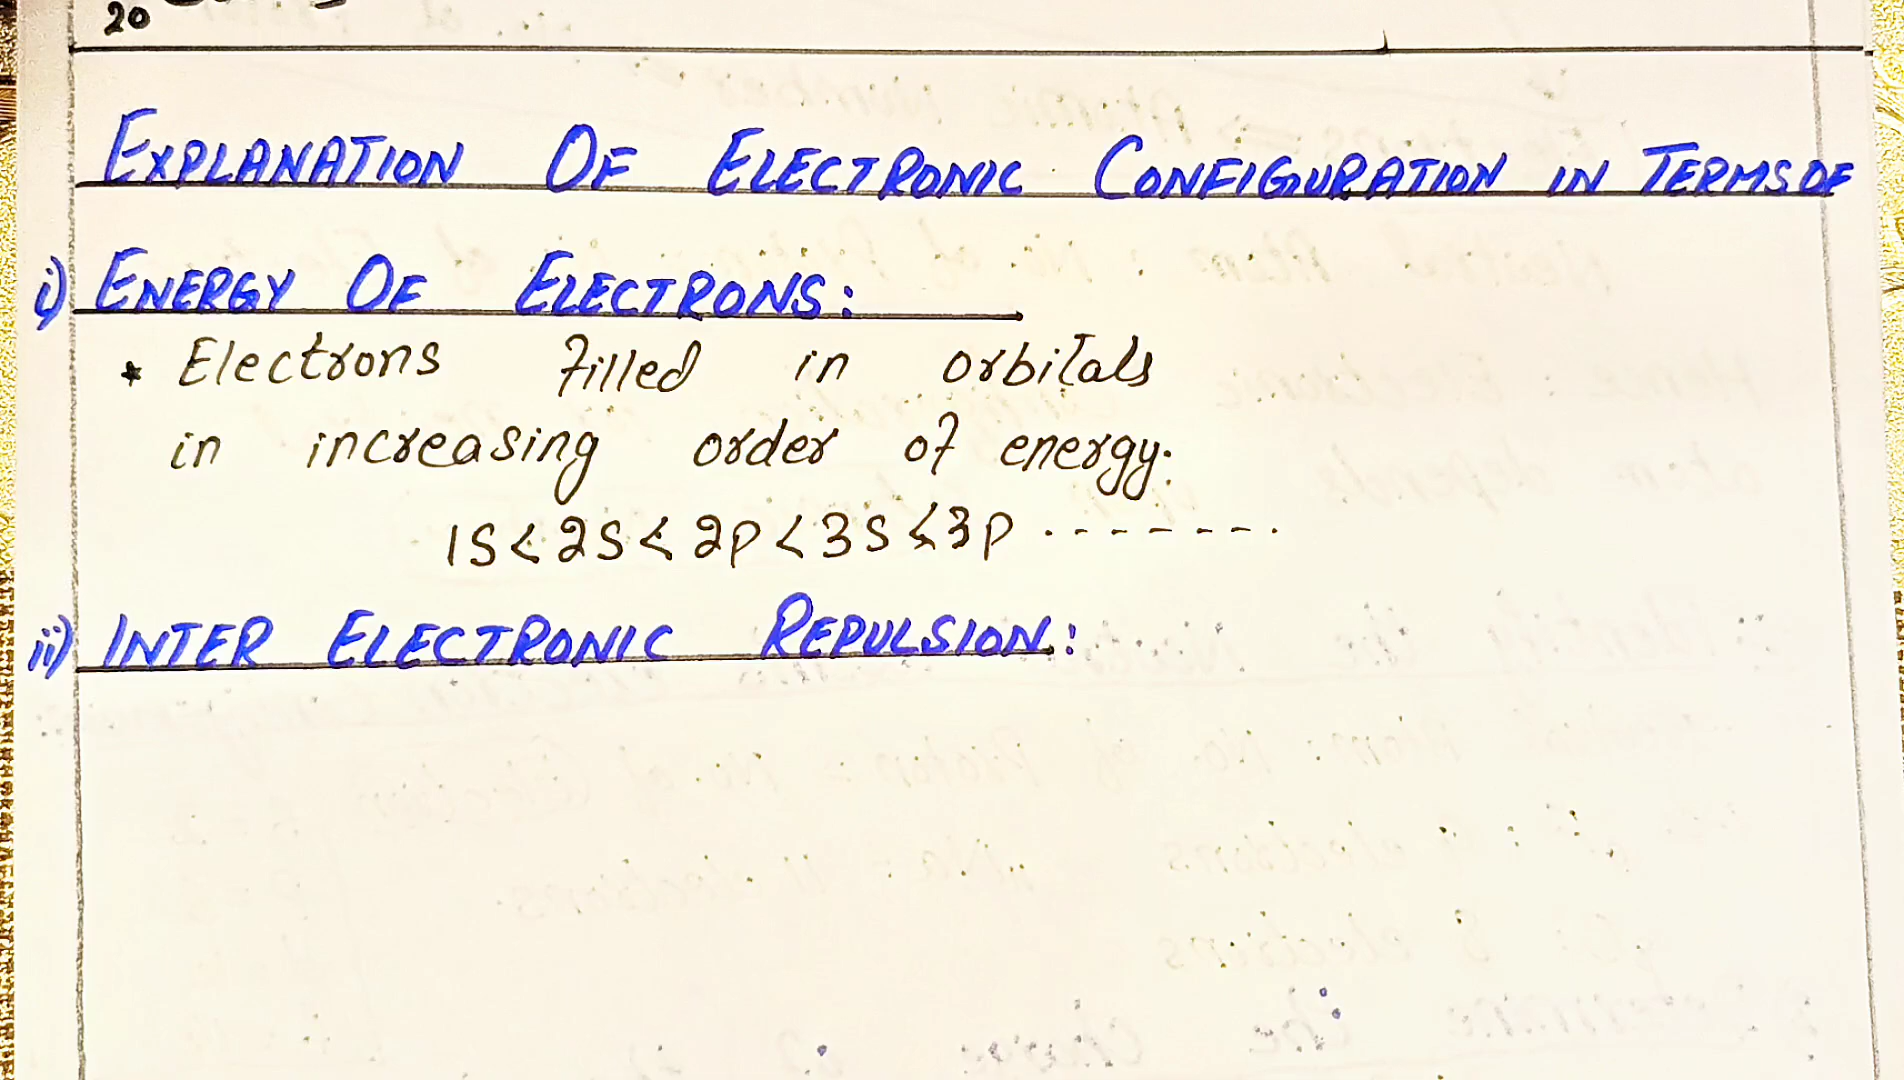 20
EXPLANATION OF ELECTRONIC CONFIGURATION IN TERMS OF
i) ENERGY OF ELECTRONS:
* Electrons filled in orbitals
in increasing order of energy.
1S<2S<2P<3S<3P .-------.
ii) INTER ELECTRONIC REPULSION: